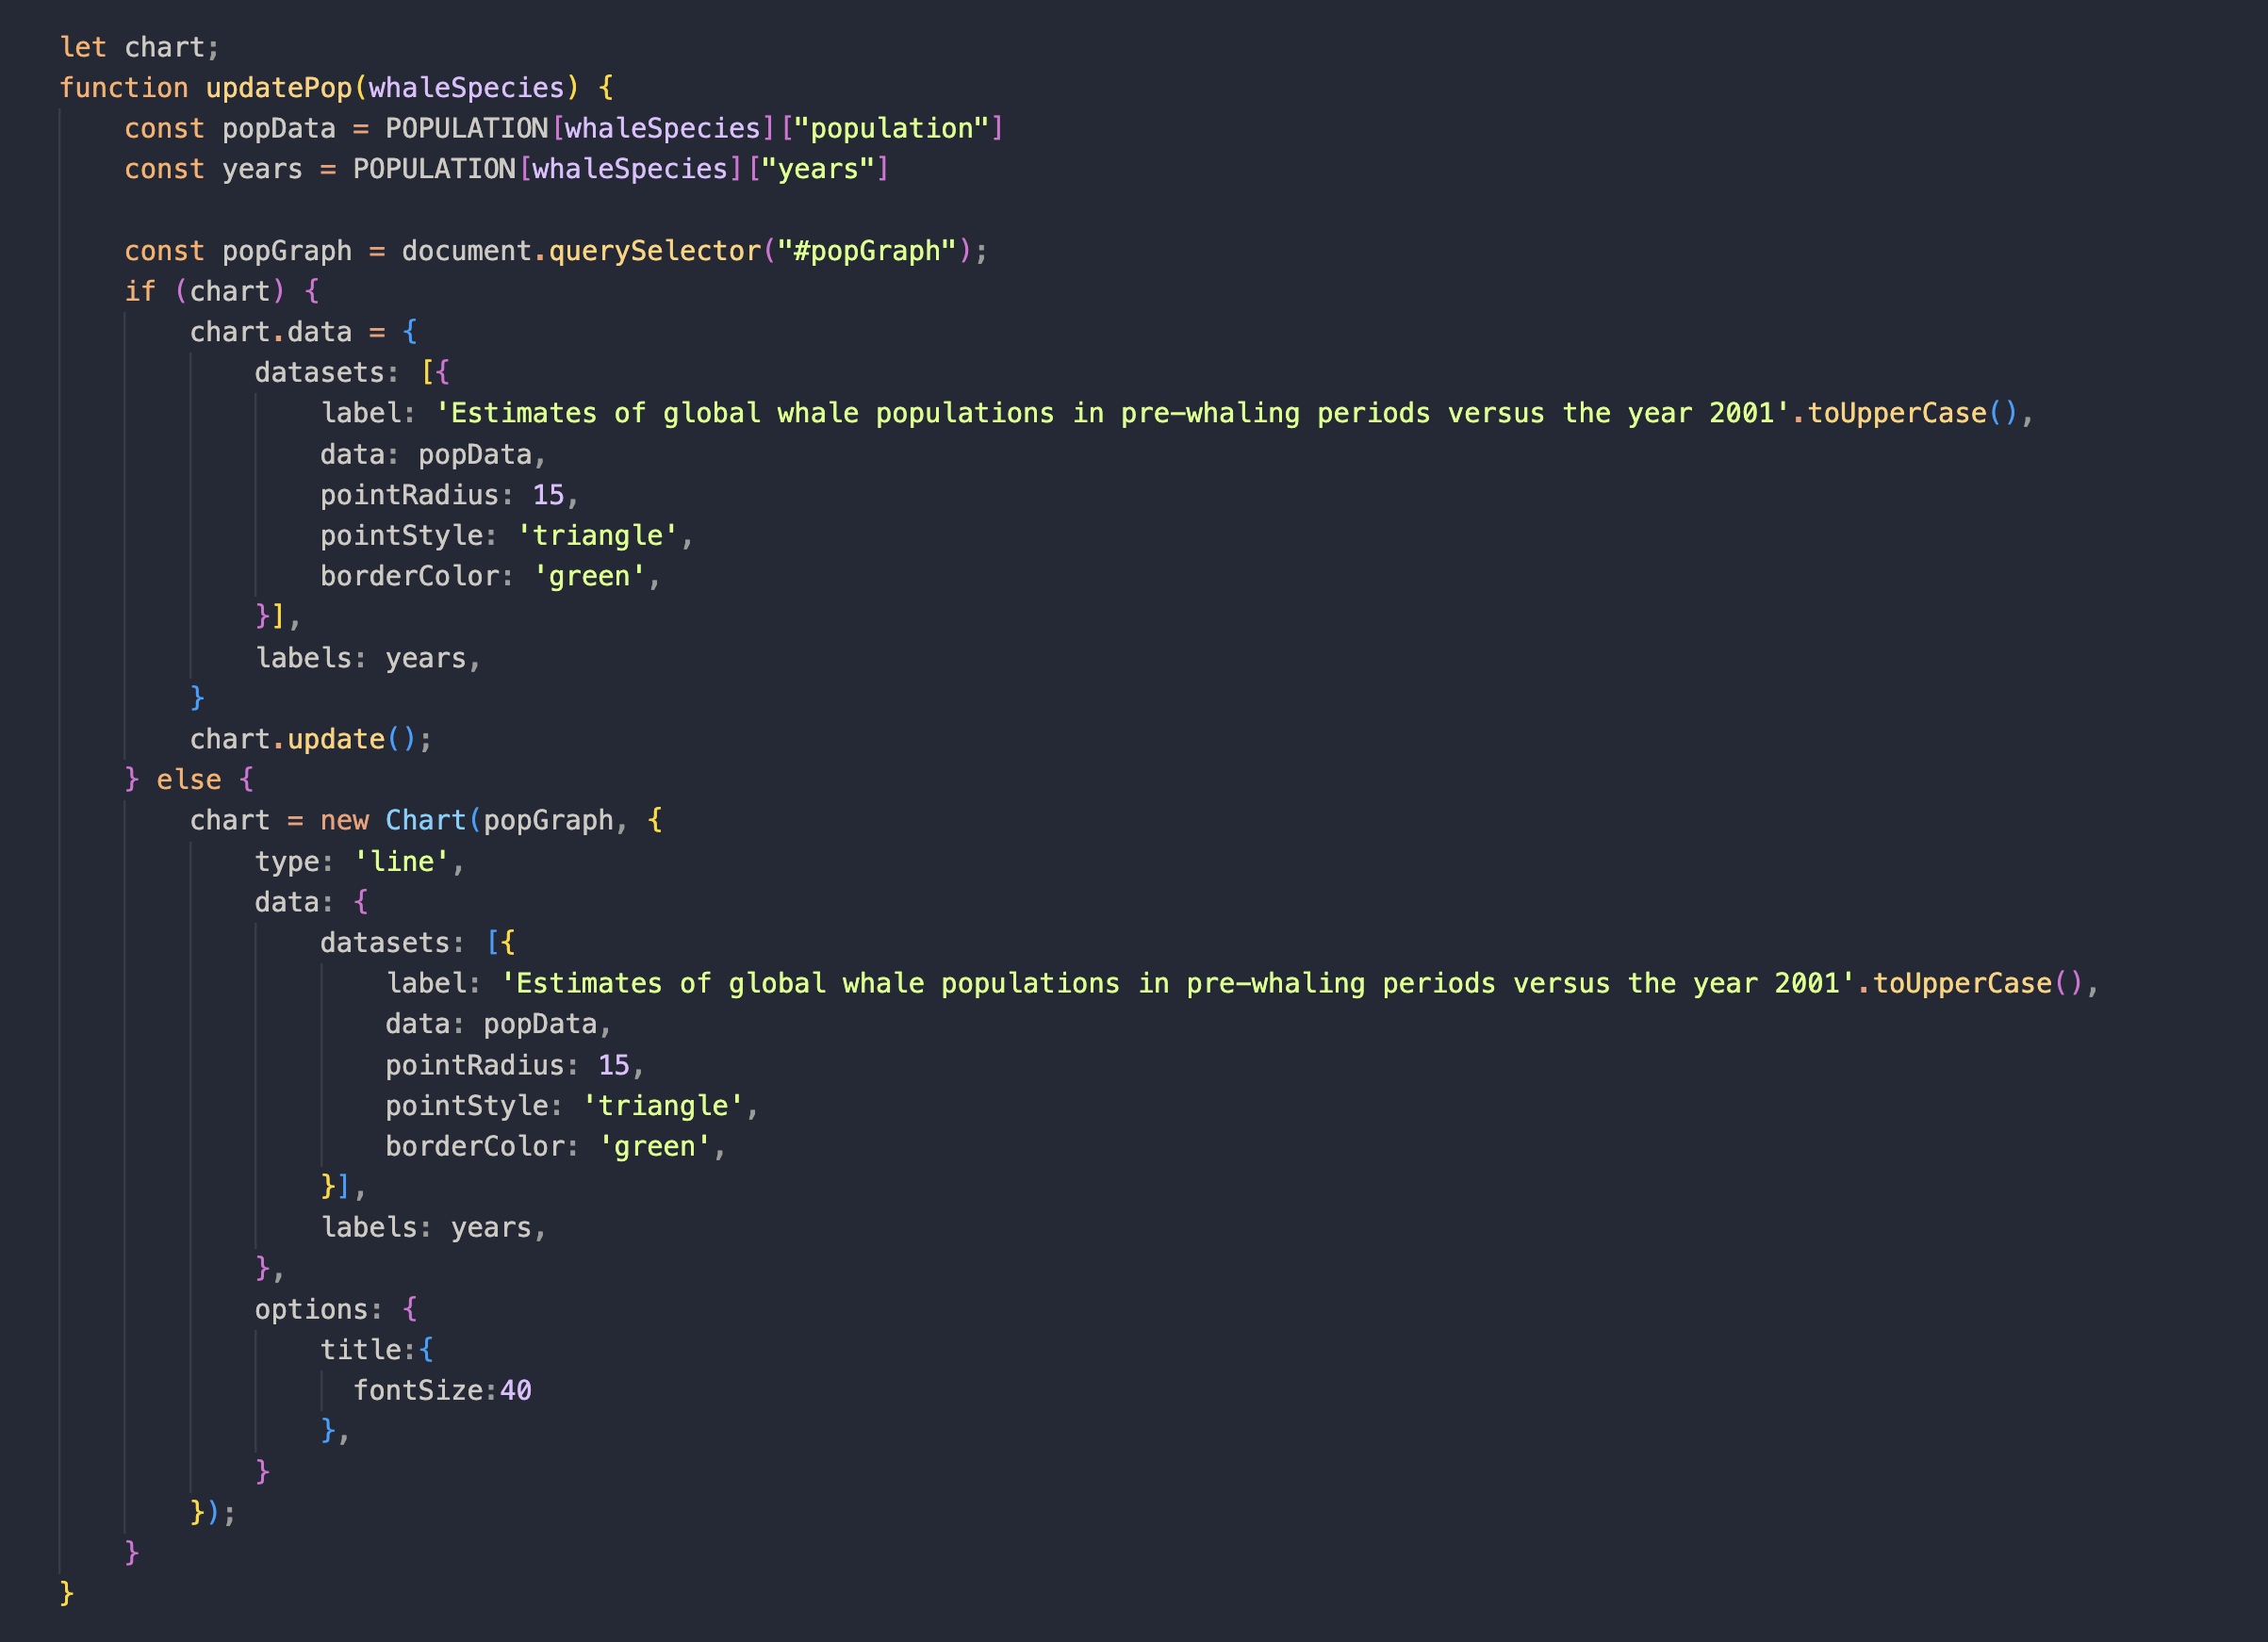 let chart;
function updatePop(whaleSpecies) {
    const popData = POPULATION[whaleSpecies]["population"]
    const years = POPULATION[whaleSpecies]["years"]

    const popGraph = document.querySelector("#popGraph");
    if (chart) {
        chart.data = {
            datasets: [{
                label: 'Estimates of global whale populations in pre-whaling periods versus the year 2001'.toUpperCase(),
                data: popData,
                pointRadius: 15,
                pointStyle: 'triangle',
                borderColor: 'green',
            }],
            labels: years,
        }
        chart.update();
    } else {
        chart = new Chart(popGraph, {
            type: 'line',
            data: {
                datasets: [{
                    label: 'Estimates of global whale populations in pre-whaling periods versus the year 2001'.toUpperCase(),
                    data: popData,
                    pointRadius: 15,
                    pointStyle: 'triangle',
                    borderColor: 'green',
                }],
                labels: years,
            },
            options: {
                title:{
                  fontSize:40
                },
            }
        });
    }
}